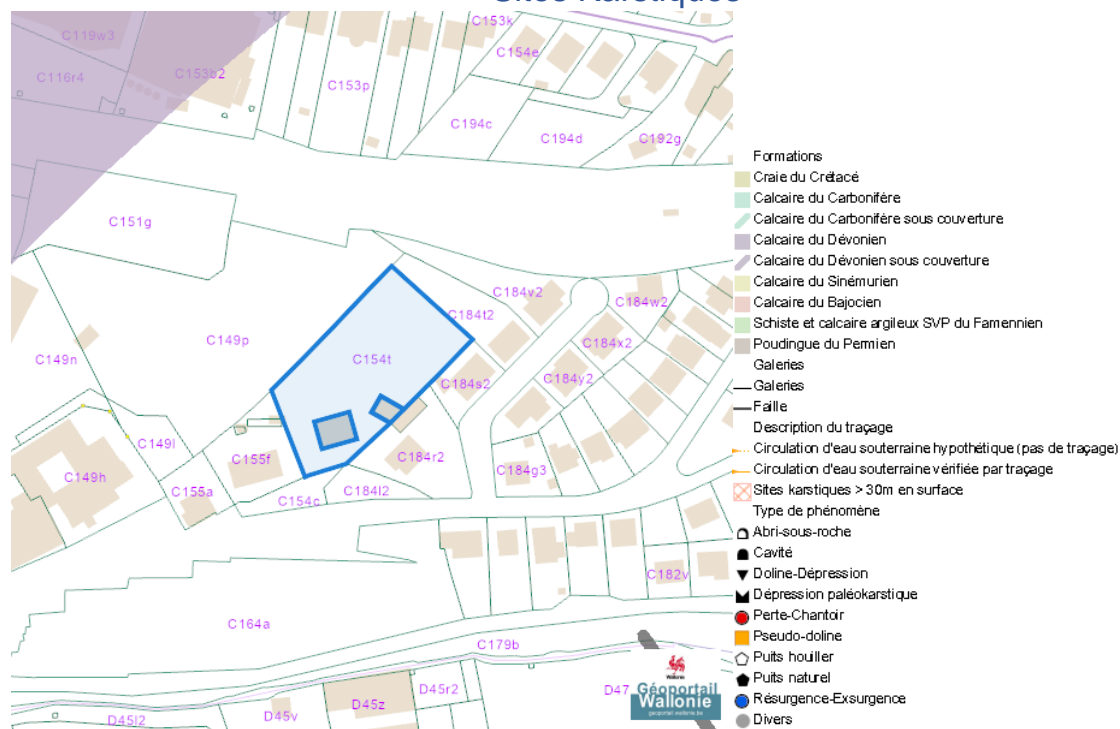 Sites Karstiques
C119w3
C153k
C154e
C116r4
C153b2
C153p
C194c
C194d
C192g
C151g
C184v2
C184w2
C184t2
C149p
C154t
C184x2
C149n
C184s2
C184y2
C149l
C184r2
C149h
C155f
C184g3
C155a
C154c
C184l2
C182v
C164a
C179b
D45r2
D47
D45z
D45v
D45l2
Wallonie
Géoportail
Wallonie
geoportail.wallonie.be
Formations
Craie du Crétacé
Calcaire du Carbonifère
Calcaire du Carbonifère sous couverture
Calcaire du Dévonien
Calcaire du Dévonien sous couverture
Calcaire du Sinémurien
Calcaire du Bajocien
Schiste et calcaire argileux SVP du Famennien
Poudingue du Permien
Galeries
Galeries
Faille
Description du traçage
Circulation d'eau souterraine hypothétique (pas de traçage)
Circulation d'eau souterraine vérifiée par traçage
Sites karstiques > 30m en surface
Type de phénomène
Abri-sous-roche
Cavité
Doline-Dépression
Dépression paléokarstique
Perte-Chantoir
Pseudo-doline
Puits houiller
Puits naturel
Résurgence-Exsurgence
Divers